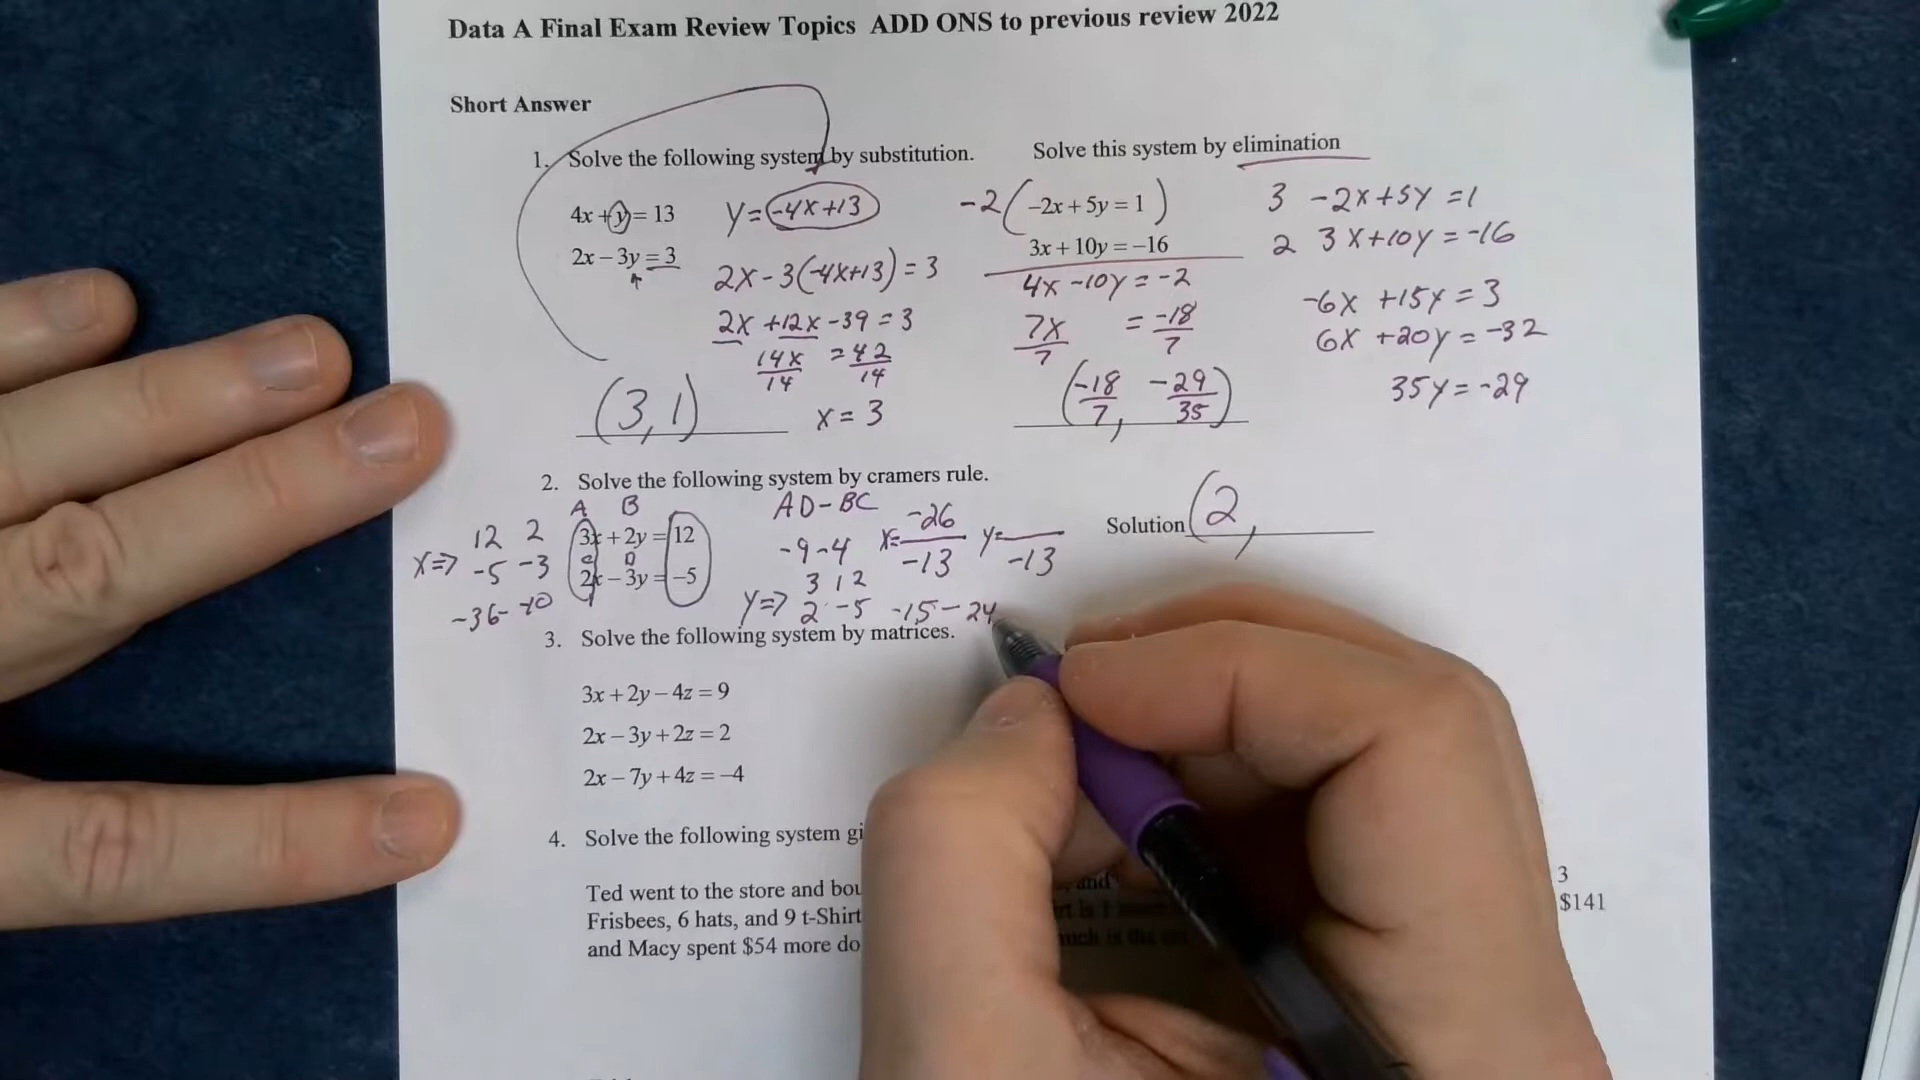 Data A Final Exam Review Topics ADD ONS to previous review 2022
Short Answer
1. Solve the following system by substitution.
4x + y = 13
2x – 3y = 3
y = -4x+13
2x - 3(-4x+13) = 3
2x +12x -39 = 3
14x = 42
14 14
x = 3
(3,1)
Solve this system by elimination
-2(-2x + 5y = 1)
3x + 10y = –16
4x -10y = -2
7x = -18
7 7
(-18/7, -29/35)
3 -2x+5y =1
2 3x+10y = -16
-6x +15y = 3
6x +20y = -32
35y = -29
2. Solve the following system by cramers rule.
A B
3x + 2y = 12
C D
2x – 3y = –5
x=> 12 2
-5 -3
-36- -10
AD-BC
-9-4
x= -26
-13
y=
-13
y=> 3 12
2 -5 -15-24
Solution (2,
3. Solve the following system by matrices.
3x + 2y – 4z = 9
2x – 3y + 2z = 2
2x – 7y + 4z = –4
4. Solve the following system gi
Ted went to the store and bou and 3
Frisbees, 6 hats, and 9 t-Shirt $141
and Macy spent $54 more do